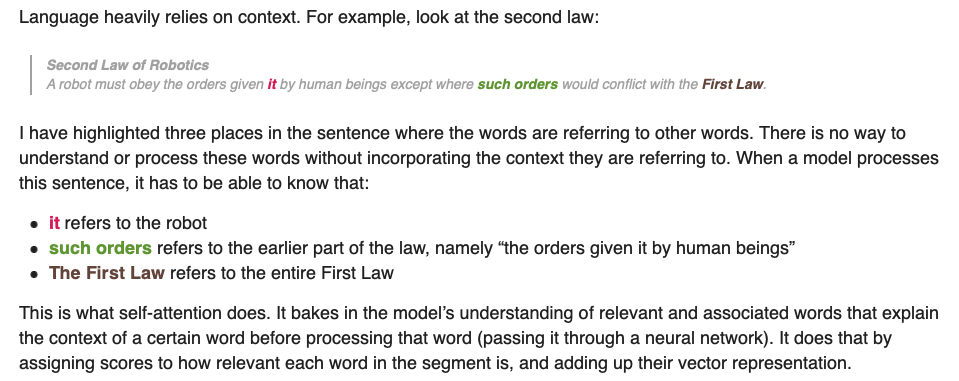 Language heavily relies on context. For example, look at the second law:
Second Law of Robotics
A robot must obey the orders given it by human beings except where such orders would conflict with the First Law.
I have highlighted three places in the sentence where the words are referring to other words. There is no way to
understand or process these words without incorporating the context they are referring to. When a model processes
this sentence, it has to be able to know that:
• it refers to the robot
• such orders refers to the earlier part of the law, namely “the orders given it by human beings”
• The First Law refers to the entire First Law
This is what self-attention does. It bakes in the model’s understanding of relevant and associated words that explain
the context of a certain word before processing that word (passing it through a neural network). It does that by
assigning scores to how relevant each word in the segment is, and adding up their vector representation.